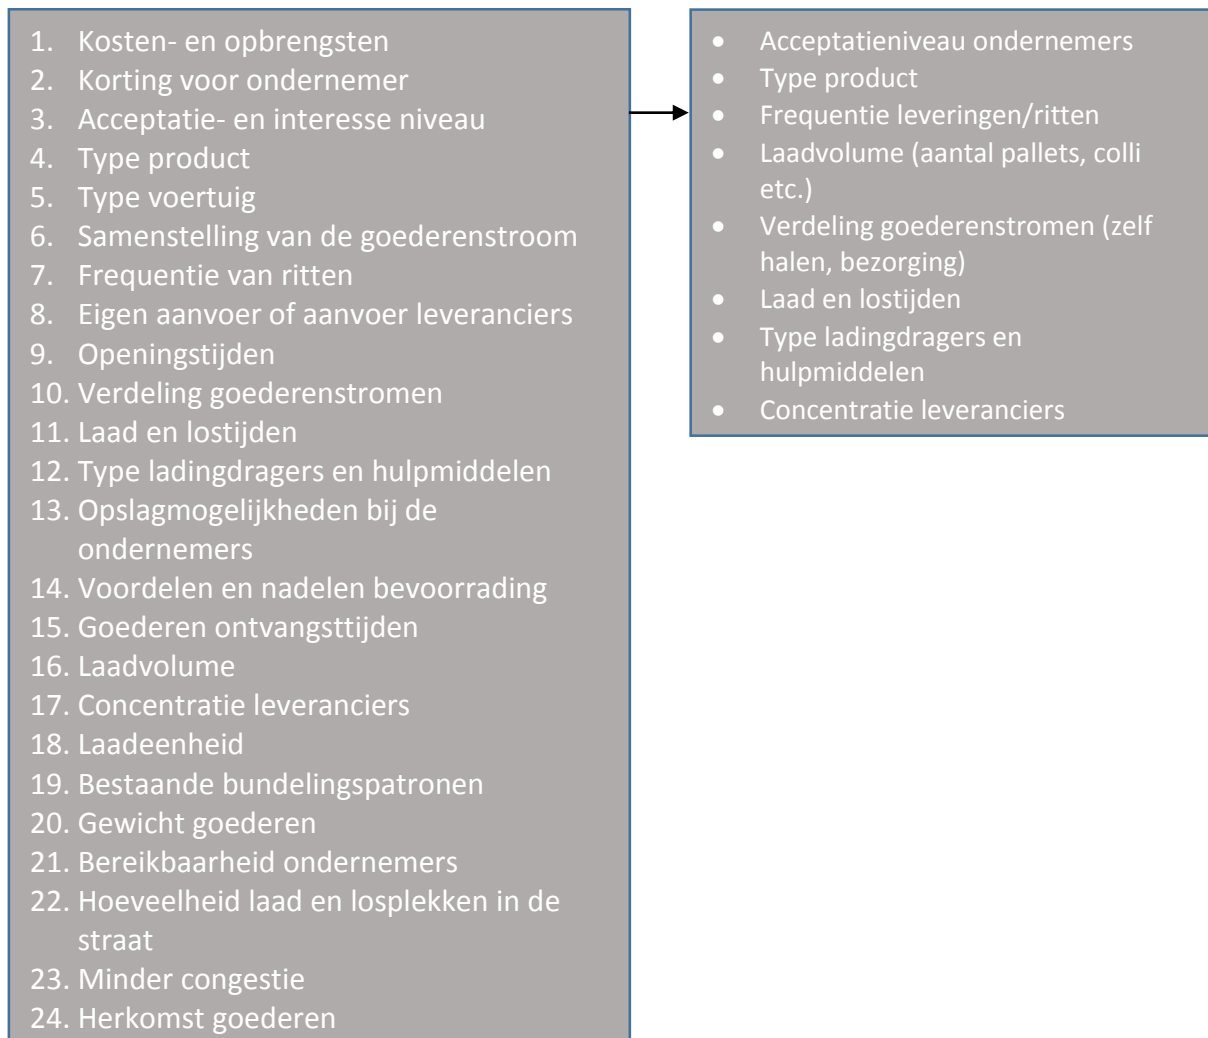 1. Kosten- en opbrengsten
2. Korting voor ondernemer
3. Acceptatie- en interesse niveau
4. Type product
5. Type voertuig
6. Samenstelling van de goederenstroom
7. Frequentie van ritten
8. Eigen aanvoer of aanvoer leveranciers
9. Openingstijden
10. Verdeling goederenstromen
11. Laad en lostijden
12. Type ladingdragers en hulpmiddelen
13. Opslagmogelijkheden bij de
ondernemers
14. Voordelen en nadelen bevoorrading
15. Goederen ontvangsttijden
16. Laadvolume
17. Concentratie leveranciers
18. Laadeenheid
19. Bestaande bundelingspatronen
20. Gewicht goederen
21. Bereikbaarheid ondernemers
22. Hoeveelheid laad en losplekken in de
straat
23. Minder congestie
24. Herkomst goederen
• Acceptatieniveau ondernemers
• Type product
• Frequentie leveringen/ritten
• Laadvolume (aantal pallets, colli
etc.)
• Verdeling goederenstromen (zelf
halen, bezorging)
• Laad en lostijden
• Type ladingdragers en
hulpmiddelen
• Concentratie leveranciers